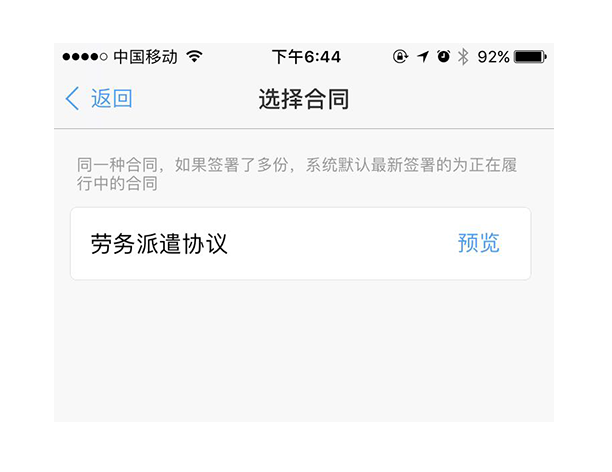 中国移动 下午6:44 92%
返回 选择合同
同一种合同，如果签署了多份，系统默认最新签署的为正在履
行中的合同
劳务派遣协议 预览